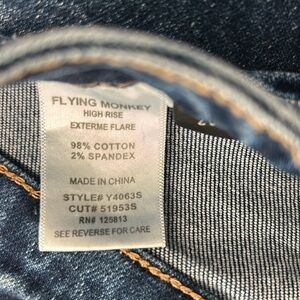 FLYING MONKEY
HIGH RISE
EXTERME FLARE
98% COTTON
2% SPANDEX
MADE IN CHINA
STYLE# Y4063S
CUT# 51953S
RN# 125813
SEE REVERSE FOR CARE